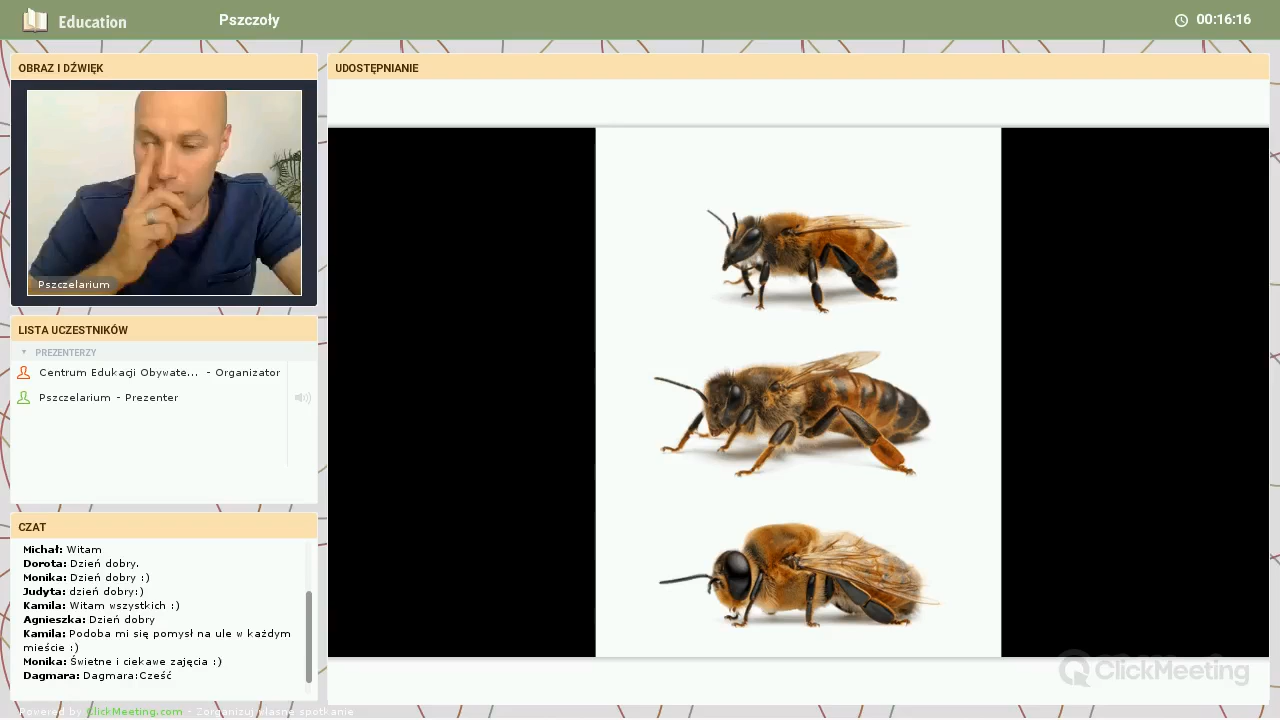 Education
Pszczoły
00:16:16
OBRAZ I DŹWIĘK
Pszczelarium
LISTA UCZESTNIKÓW
PREZENTERZY
Centrum Edukacji Obywate... - Organizator
Pszczelarium - Prezenter
CZAT
Michał: Witam
Dorota: Dzień dobry.
Monika: Dzień dobry :)
Judyta: dzień dobry:)
Kamila: Witam wszystkich :)
Agnieszka: Dzień dobry
Kamila: Podoba mi się pomysł na ule w każdym
mieście :)
Monika: Świetne i ciekawe zajęcia :)
Dagmara: Dagmara:Cześć
Powered by ClickMeeting.com - Zorganizuj własne spotkanie
UDOSTĘPNIANIE
ClickMeeting